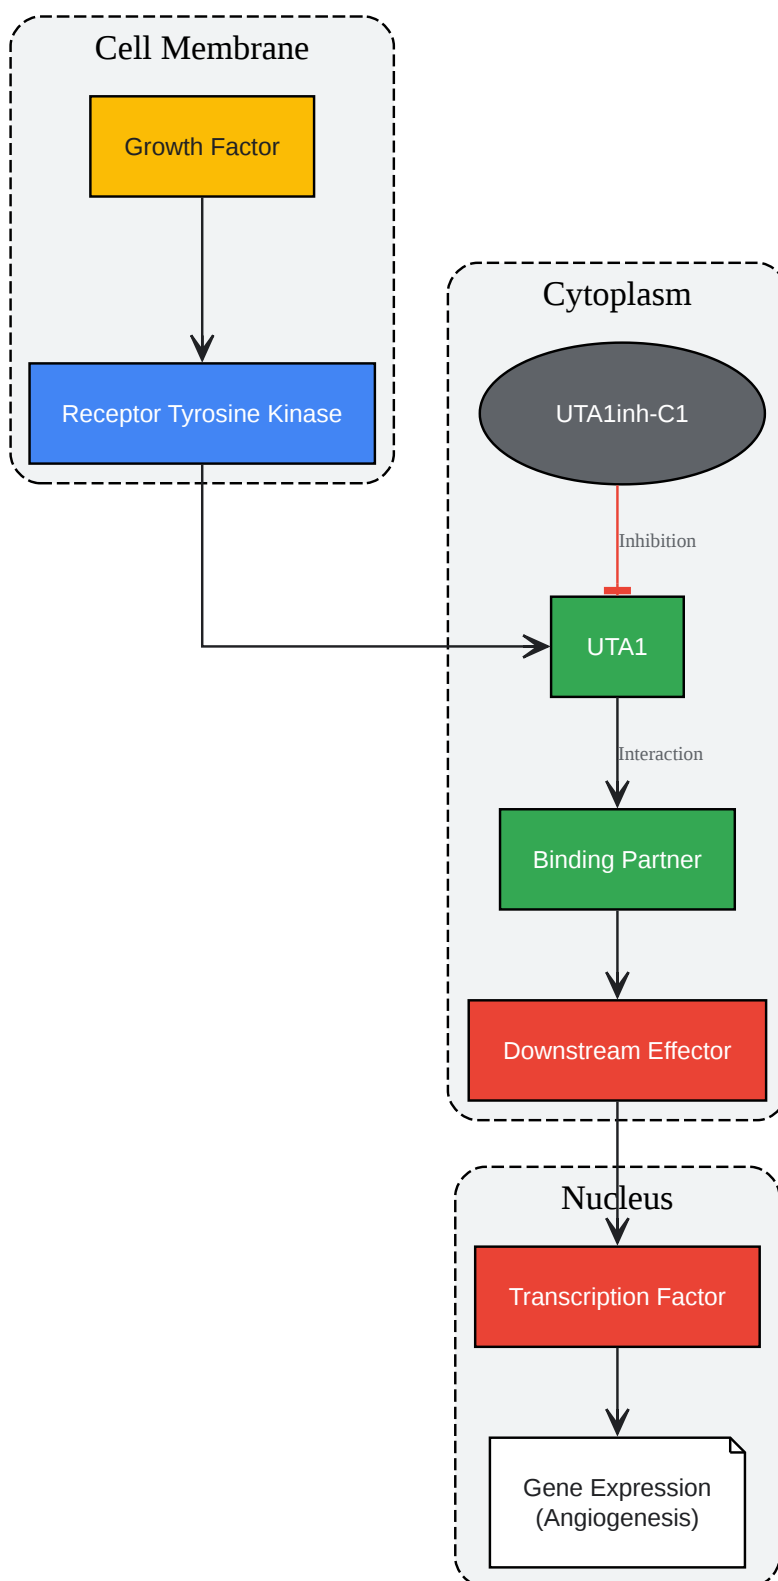 Cell Membrane
Growth Factor
Receptor Tyrosine Kinase
Cytoplasm
UTA1inh-C1
Inhibition
UTA1
Interaction
Binding Partner
Downstream Effector
Nucleus
Transcription Factor
Gene Expression
(Angiogenesis)